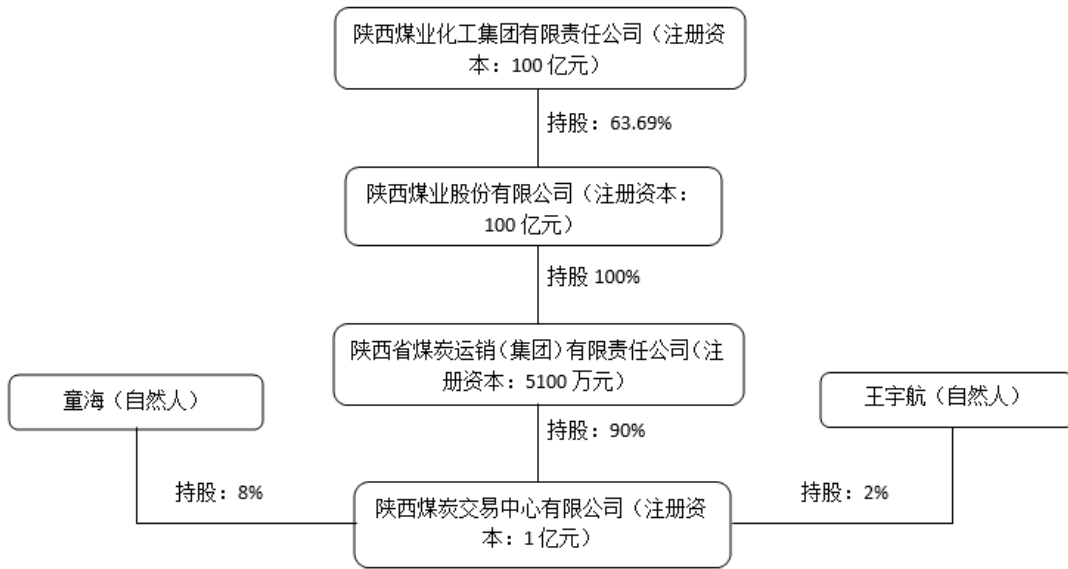 陕西煤业化工集团有限责任公司（注册资
本：100 亿元）
持股：63.69%
陕西煤业股份有限公司（注册资本：
100 亿元）
持股 100%
陕西省煤炭运销（集团）有限责任公司（注
册资本：5100 万元）
童海（自然人）
王宇航（自然人）
持股：90%
持股：8%
持股：2%
陕西煤炭交易中心有限公司（注册资
本：1 亿元）